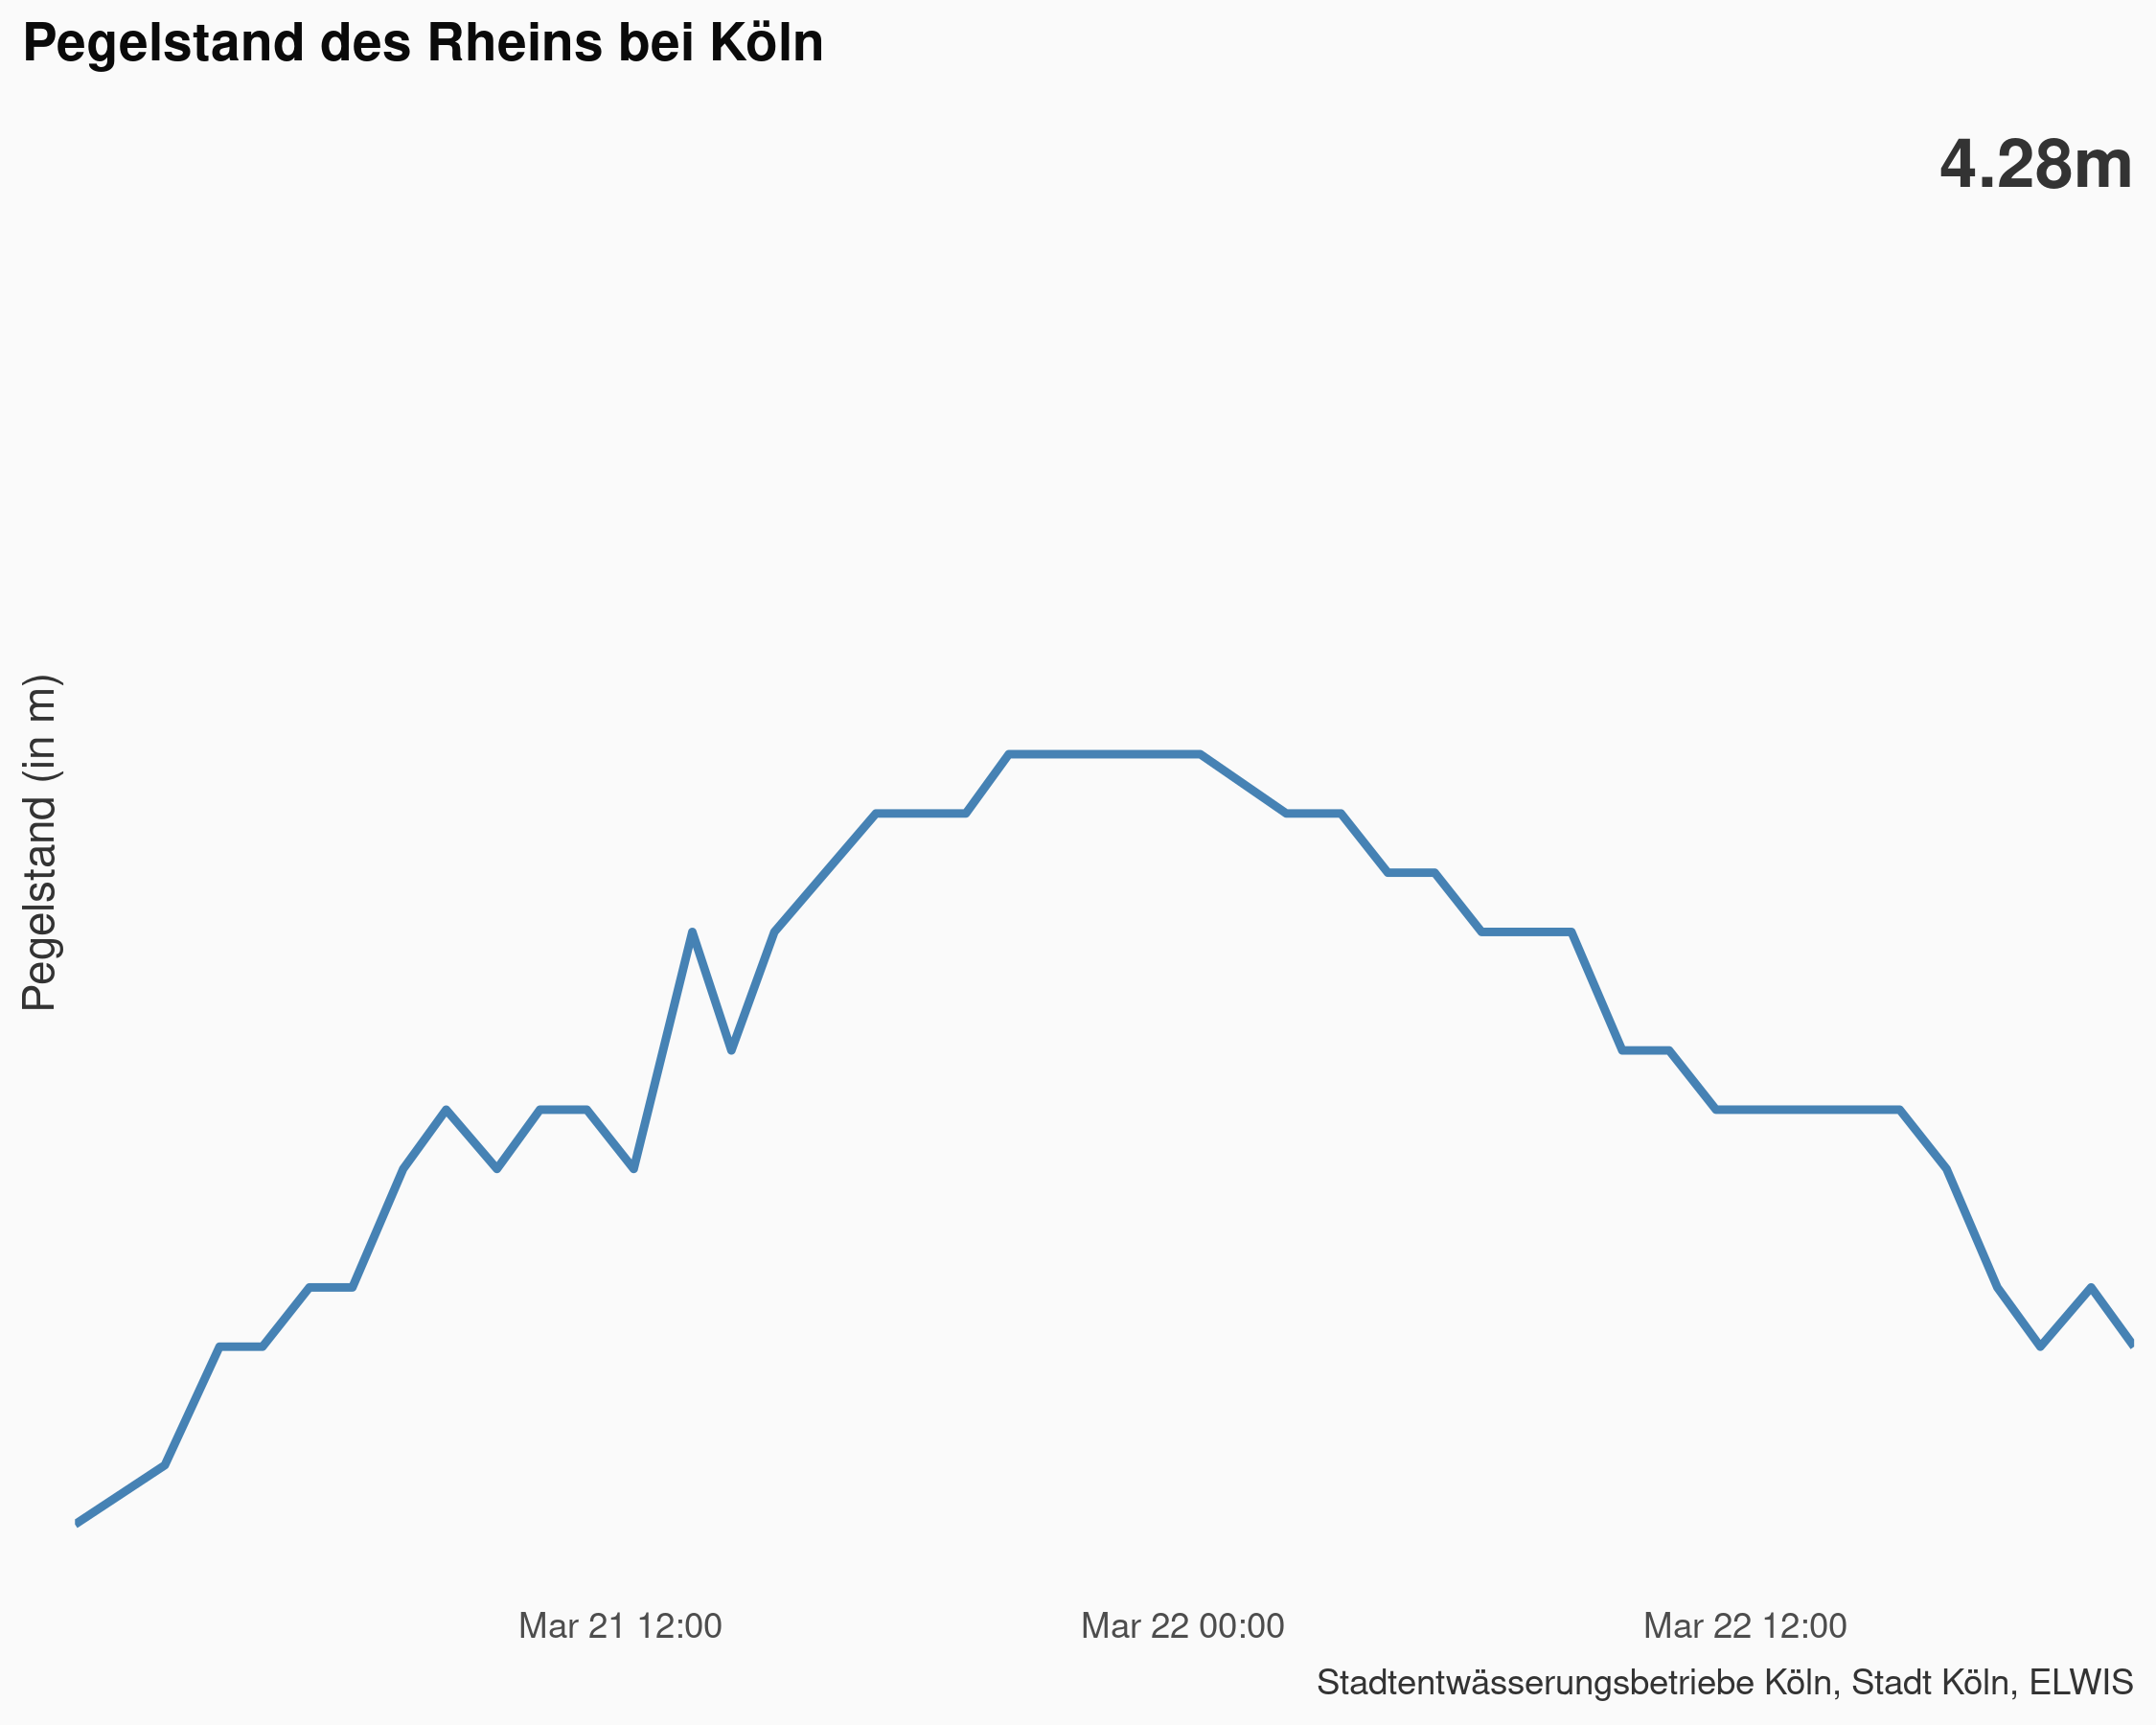 Pegelstand des Rheins bei Köln
4.28m
Pegelstand (in m)
Mar 21 12:00
Mar 22 00:00
Mar 22 12:00
Stadtentwässerungsbetriebe Köln, Stadt Köln, ELWIS